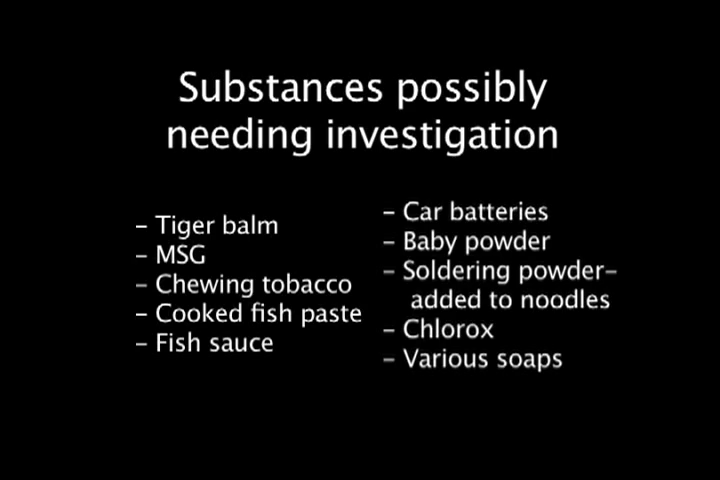 Substances possibly
needing investigation
– Tiger balm
– MSG
– Chewing tobacco
– Cooked fish paste
– Fish sauce
– Car batteries
– Baby powder
– Soldering powder–
added to noodles
– Chlorox
– Various soaps